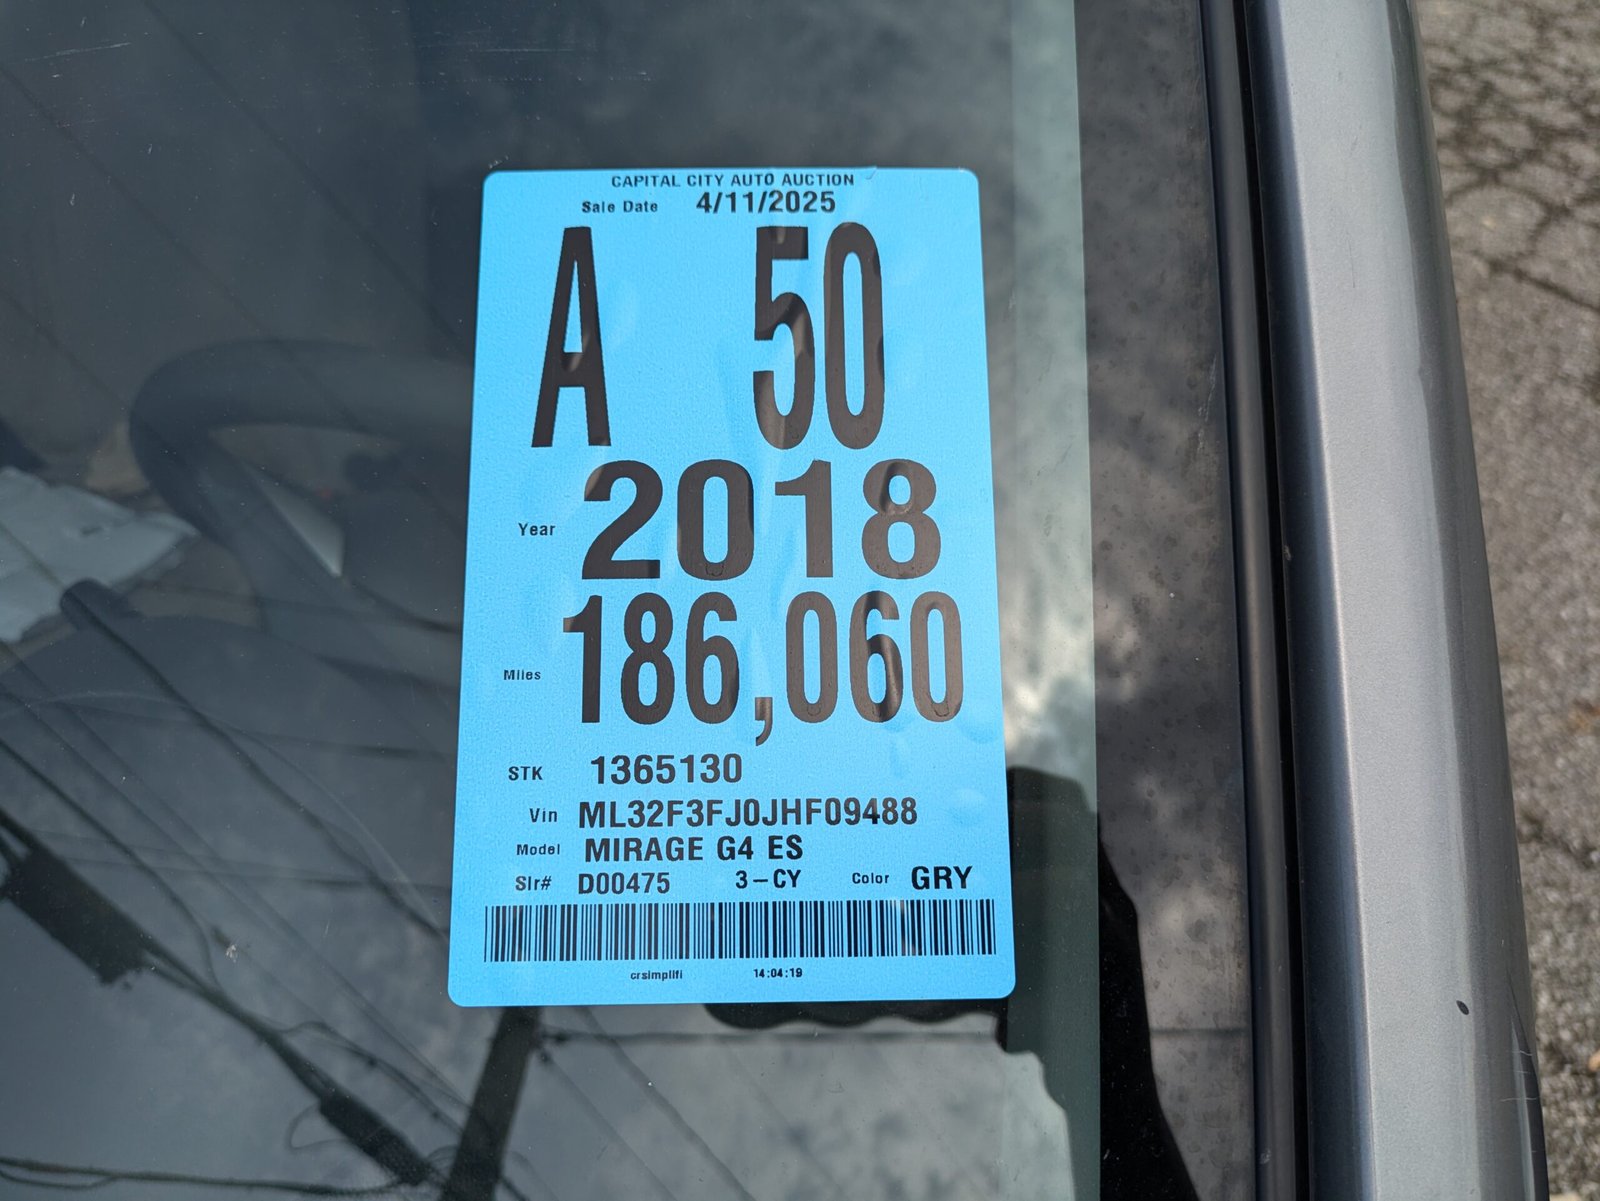 CAPITAL CITY AUTO AUCTION
Sale Date 4/11/2025
A 50
Year 2018
Miles 186,060
STK 1365130
Vin ML32F3FJ0JHF09488
Model MIRAGE G4 ES
Slr# D00475 3-CY Color GRY
crsimplifi 14:04:19